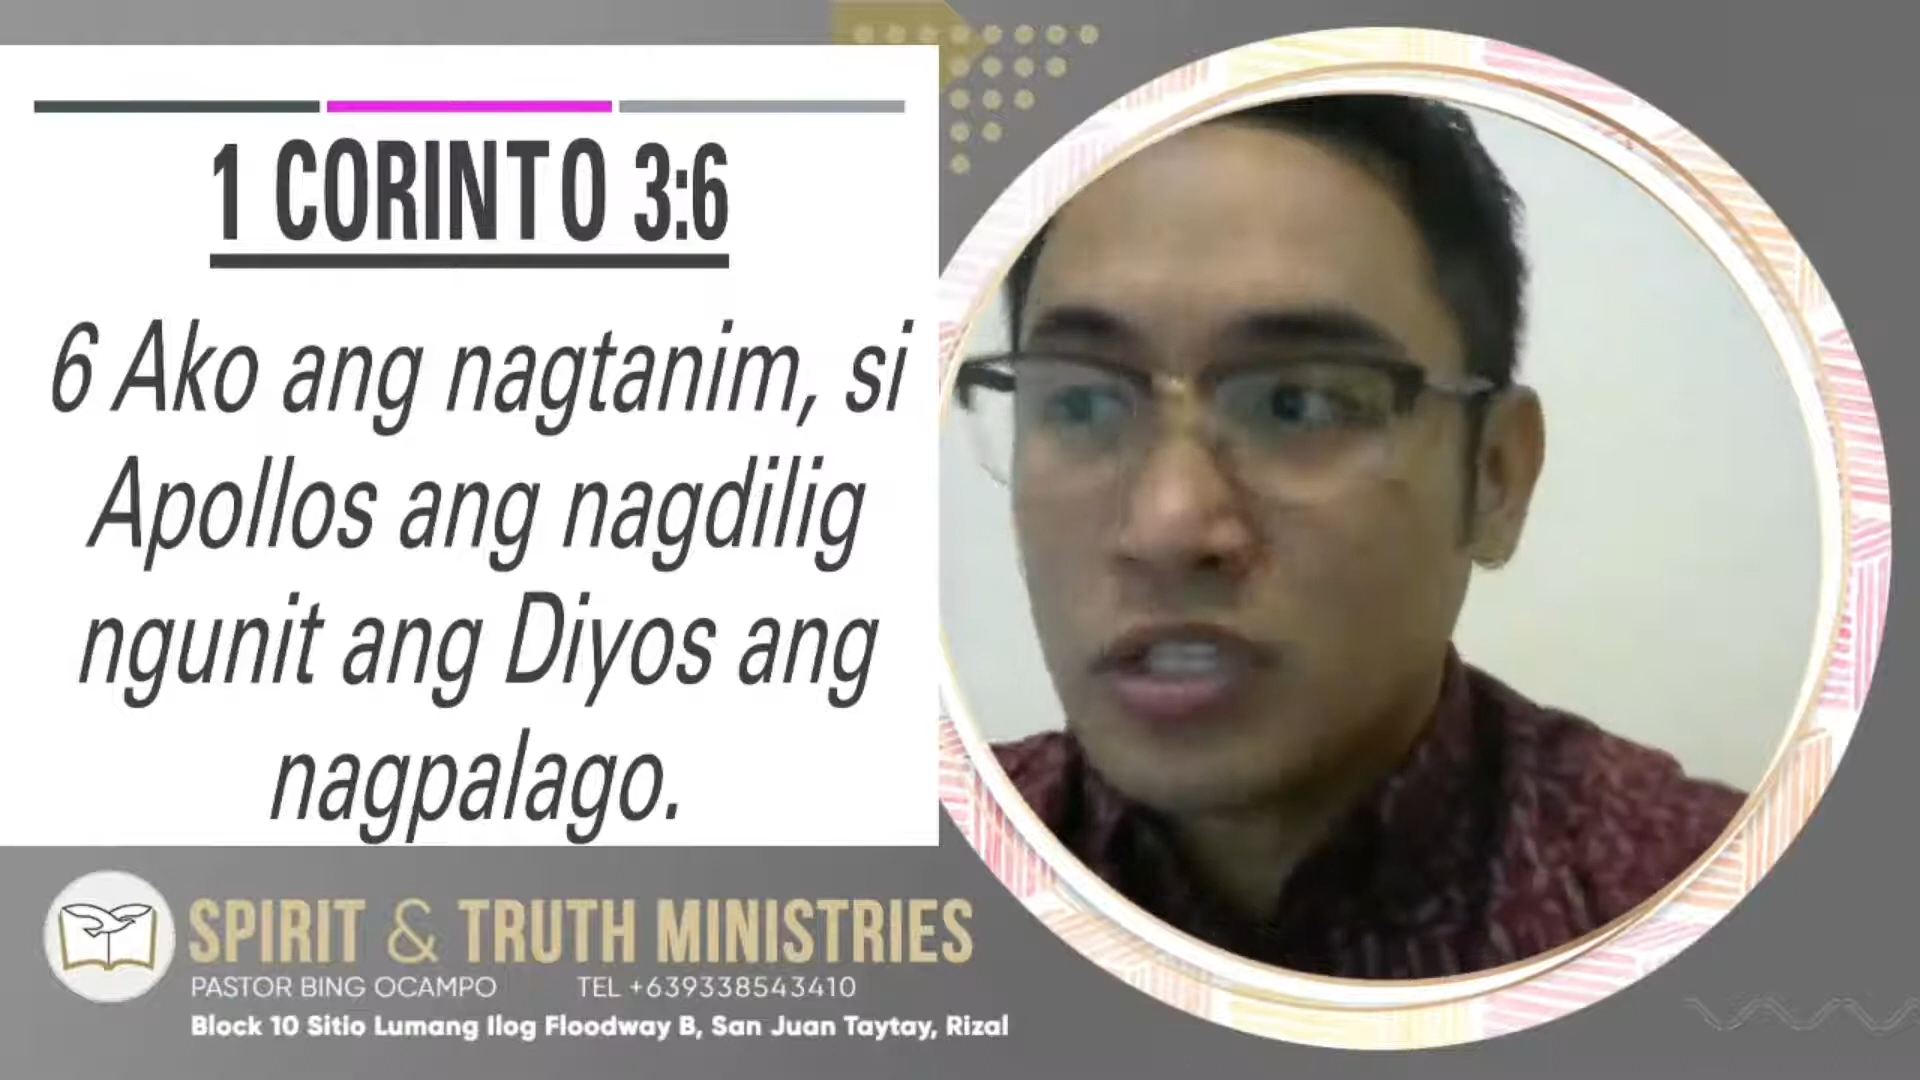 1 CORINTO 3:6
6 Ako ang nagtanim, si
Apollos ang nagdilig
ngunit ang Diyos ang
nagpalago.
SPIRIT & TRUTH MINISTRIES
PASTOR BING OCAMPO TEL +639338543410
Block 10 Sitio Lumang Ilog Floodway B, San Juan Taytay, Rizal